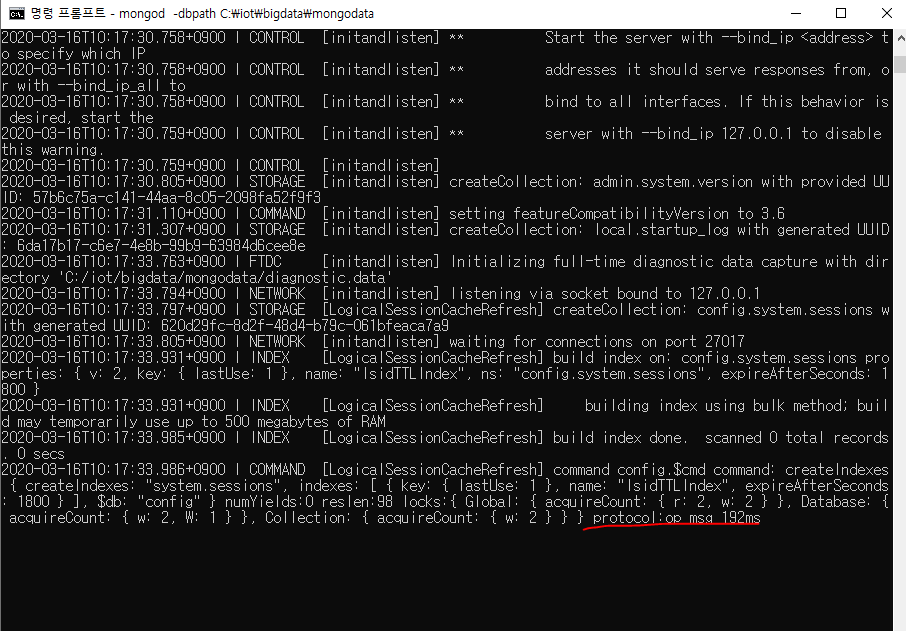 명령 프롬프트 - mongod  -dbpath C:₩iot₩bigdata₩mongodata
2020-03-16T10:17:30.758+0900 | CONTROL  [initandlisten] **          Start the server with --bind_ip <address> t
o specify which IP
2020-03-16T10:17:30.758+0900 | CONTROL  [initandlisten] **          addresses it should serve responses from, o
r with --bind_ip_all to
2020-03-16T10:17:30.758+0900 | CONTROL  [initandlisten] **          bind to all interfaces. If this behavior is
 desired, start the
2020-03-16T10:17:30.759+0900 | CONTROL  [initandlisten] **          server with --bind_ip 127.0.0.1 to disable
this warning.
2020-03-16T10:17:30.759+0900 | CONTROL  [initandlisten]
2020-03-16T10:17:30.805+0900 | STORAGE  [initandlisten] createCollection: admin.system.version with provided UU
ID: 57b6c75a-c141-44aa-8c05-2098fa52f9f3
2020-03-16T10:17:31.110+0900 | COMMAND  [initandlisten] setting featureCompatibilityVersion to 3.6
2020-03-16T10:17:31.307+0900 | STORAGE  [initandlisten] createCollection: local.startup_log with generated UUID
: 6da17b17-c6e7-4e8b-99b9-63984d6cee8e
2020-03-16T10:17:33.763+0900 | FTDC     [initandlisten] Initializing full-time diagnostic data capture with dir
ectory 'C:/iot/bigdata/mongodata/diagnostic.data'
2020-03-16T10:17:33.794+0900 | NETWORK  [initandlisten] listening via socket bound to 127.0.0.1
2020-03-16T10:17:33.797+0900 | STORAGE  [LogicalSessionCacheRefresh] createCollection: config.system.sessions w
ith generated UUID: 620d29fc-8d2f-48d4-b79c-061bfeaca7a9
2020-03-16T10:17:33.805+0900 | NETWORK  [initandlisten] waiting for connections on port 27017
2020-03-16T10:17:33.931+0900 | INDEX    [LogicalSessionCacheRefresh] build index on: config.system.sessions pro
perties: { v: 2, key: { lastUse: 1 }, name: "lsidTTLIndex", ns: "config.system.sessions", expireAfterSeconds: 1
800 }
2020-03-16T10:17:33.931+0900 | INDEX    [LogicalSessionCacheRefresh]     building index using bulk method; buil
d may temporarily use up to 500 megabytes of RAM
2020-03-16T10:17:33.985+0900 | INDEX    [LogicalSessionCacheRefresh] build index done.  scanned 0 total records
. 0 secs
2020-03-16T10:17:33.986+0900 | COMMAND  [LogicalSessionCacheRefresh] command config.$cmd command: createIndexes
 { createIndexes: "system.sessions", indexes: [ { key: { lastUse: 1 }, name: "lsidTTLIndex", expireAfterSeconds
: 1800 } ], $db: "config" } numYields:0 reslen:98 locks:{ Global: { acquireCount: { r: 2, w: 2 } }, Database: {
 acquireCount: { w: 2, W: 1 } }, Collection: { acquireCount: { w: 2 } } } protocol:op_msg 192ms